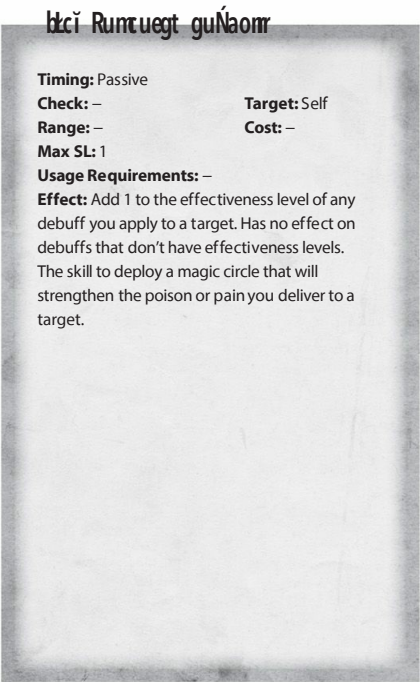 Timing: Passive
Check: –
Target: Self
Range: –
Cost: –
Max SL: 1
Usage Requirements: –
Effect: Add 1 to the effectiveness level of any
debuff you apply to a target. Has no effect on
debuffs that don't have effectiveness levels.
The skill to deploy a magic circle that will
strengthen the poison or pain you deliver to a
target.